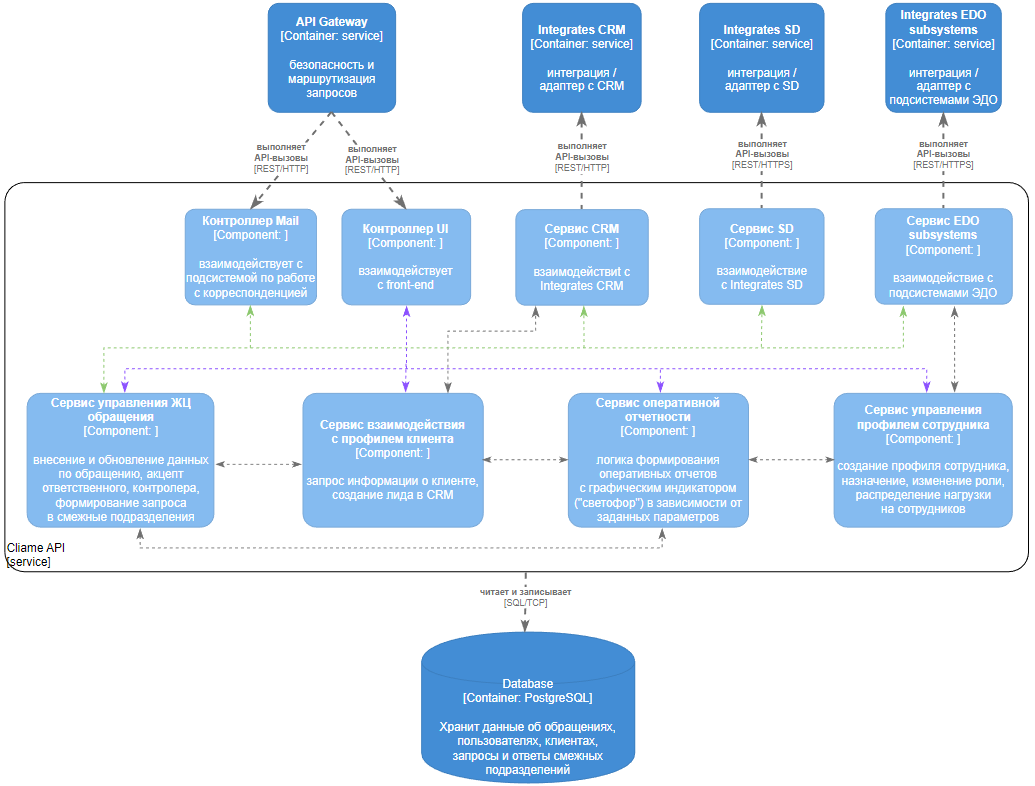 API Gateway
[Container: service]
безопасность и
маршрутизация
запросов
Integrates CRM
[Container: service]
интеграция /
адаптер с CRM
Integrates SD
[Container: service]
интеграция /
адаптер с SD
Integrates EDO
subsystems
[Container: service]
интеграция /
адаптер с
подсистемами ЭДО
выполняет
API-вызовы
[REST/HTTP]
выполняет
API-вызовы
[REST/HTTP]
выполняет
API-вызовы
[REST/HTTP]
выполняет
API-вызовы
[REST/HTTPS]
выполняет
API-вызовы
[REST/HTTPS]
Контроллер Mail
[Component: ]
взаимодействует с
подсистемой по работе
с корреспонденцией
Контроллер UI
[Component: ]
взаимодействует
с front-end
Сервис CRM
[Component: ]
взаимодействиt с
Integrates CRM
Сервис SD
[Component: ]
взаимодействие
с Integrates SD
Сервис EDO
subsystems
[Component: ]
взаимодействие с
подсистемами ЭДО
Сервис управления ЖЦ
обращения
[Component: ]
внесение и обновление данных
по обращению, акцепт
ответственного, контролера,
формирование запроса
в смежные подразделения
Сервис взаимодействия
с профилем клиента
[Component: ]
запрос информации о клиенте,
создание лида в CRM
Сервис оперативной
отчетности
[Component: ]
логика формирования
оперативных отчетов
с графическим индикатором
("светофор") в зависимости от
заданных параметров
Сервис управления
профилем сотрудника
[Component: ]
создание профиля сотрудника,
назначение, изменение роли,
распределение нагрузки
на сотрудников
Cliame API
[service]
читает и записывает
[SQL/TCP]
Database
[Container: PostgreSQL]
Хранит данные об обращениях,
пользователях, клиентах,
запросы и ответы смежных
подразделений